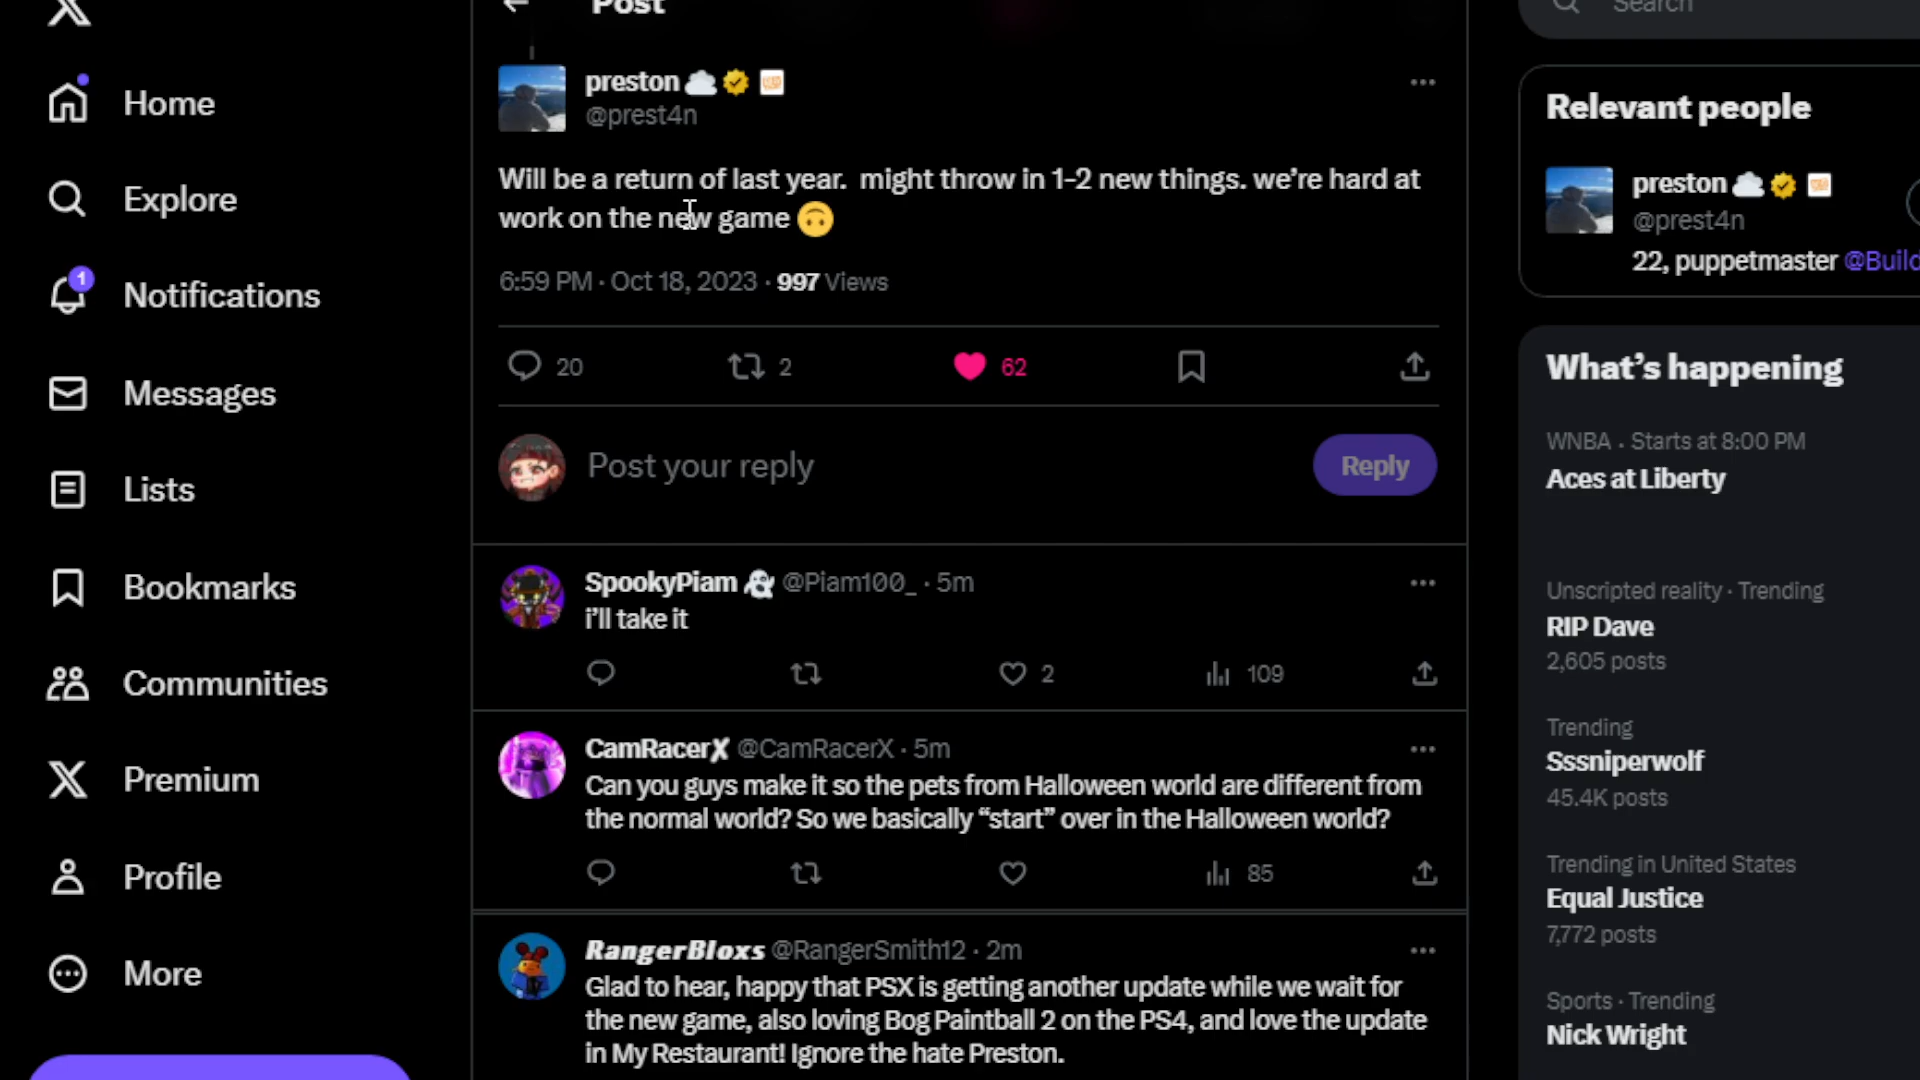 Post
Search
Home
Explore
1
Notifications
Messages
Lists
Bookmarks
Communities
Premium
Profile
More
preston
@prest4n
Will be a return of last year.  might throw in 1-2 new things. we’re hard at
work on the new game 🙃
6:59 PM · Oct 18, 2023 · 997 Views
20 2 62
Post your reply
Reply
SpookyPiam @Piam100_ · 5m
i’ll take it
2 109
CamRacerX @CamRacerX · 5m
Can you guys make it so the pets from Halloween world are different from
the normal world? So we basically “start” over in the Halloween world?
85
RangerBloxs @RangerSmith12 · 2m
Glad to hear, happy that PSX is getting another update while we wait for
the new game, also loving Bog Paintball 2 on the PS4, and love the update
in My Restaurant! Ignore the hate Preston.
Relevant people
preston
@prest4n
22, puppetmaster @Build
What’s happening
WNBA · Starts at 8:00 PM
Aces at Liberty
Unscripted reality · Trending
RIP Dave
2,605 posts
Trending
Sssniperwolf
45.4K posts
Trending in United States
Equal Justice
7,772 posts
Sports · Trending
Nick Wright